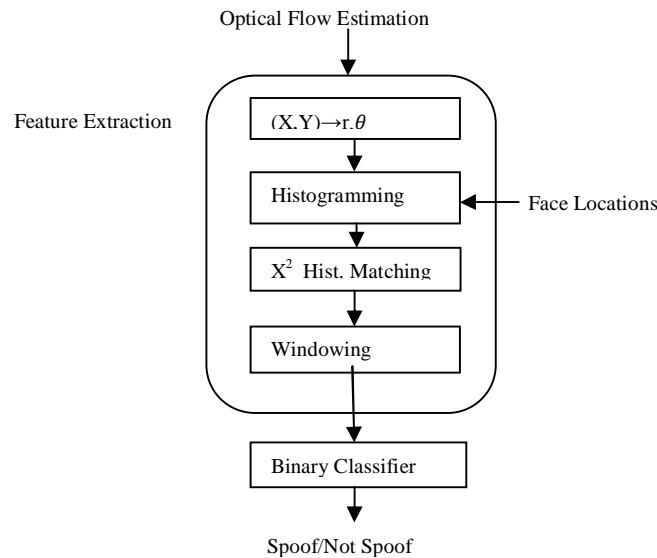 Optical Flow Estimation
Feature Extraction
(X,Y)→r,θ
Histogramming
Face Locations
X² Hist. Matching
Windowing
Binary Classifier
Spoof/Not Spoof